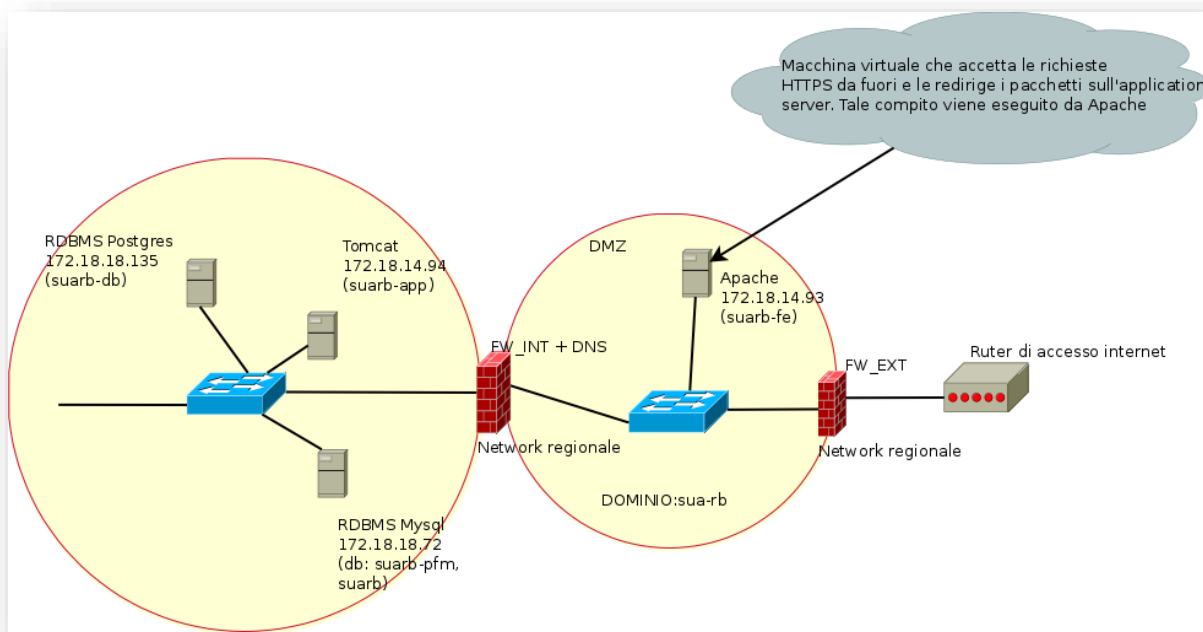 Macchina virtuale che accetta le richieste
HTTPS da fuori e le redirige i pacchetti sull'application
server. Tale compito viene eseguito da Apache
RDBMS Postgres
172.18.18.135
(suarb-db)
Tomcat
172.18.14.94
(suarb-app)
DMZ
Apache
172.18.14.93
(suarb-fe)
FW_INT + DNS
FW_EXT
Ruter di accesso internet
Network regionale
Network regionale
DOMINIO:sua-rb
RDBMS Mysql
172.18.18.72
(db: suarb-pfm,
suarb)